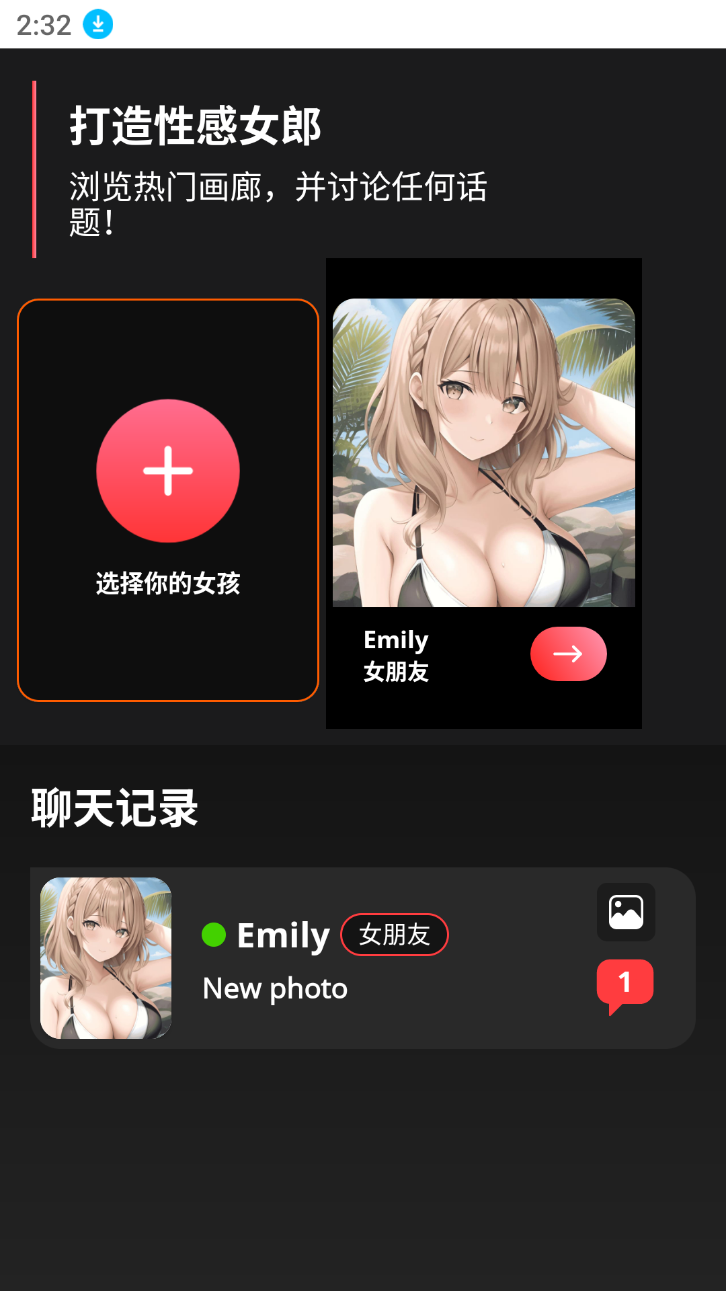 2:32
打造性感女郎
浏览热门画廊，并讨论任何话
题！
选择你的女孩
Emily
女朋友
聊天记录
Emily 女朋友
New photo
1